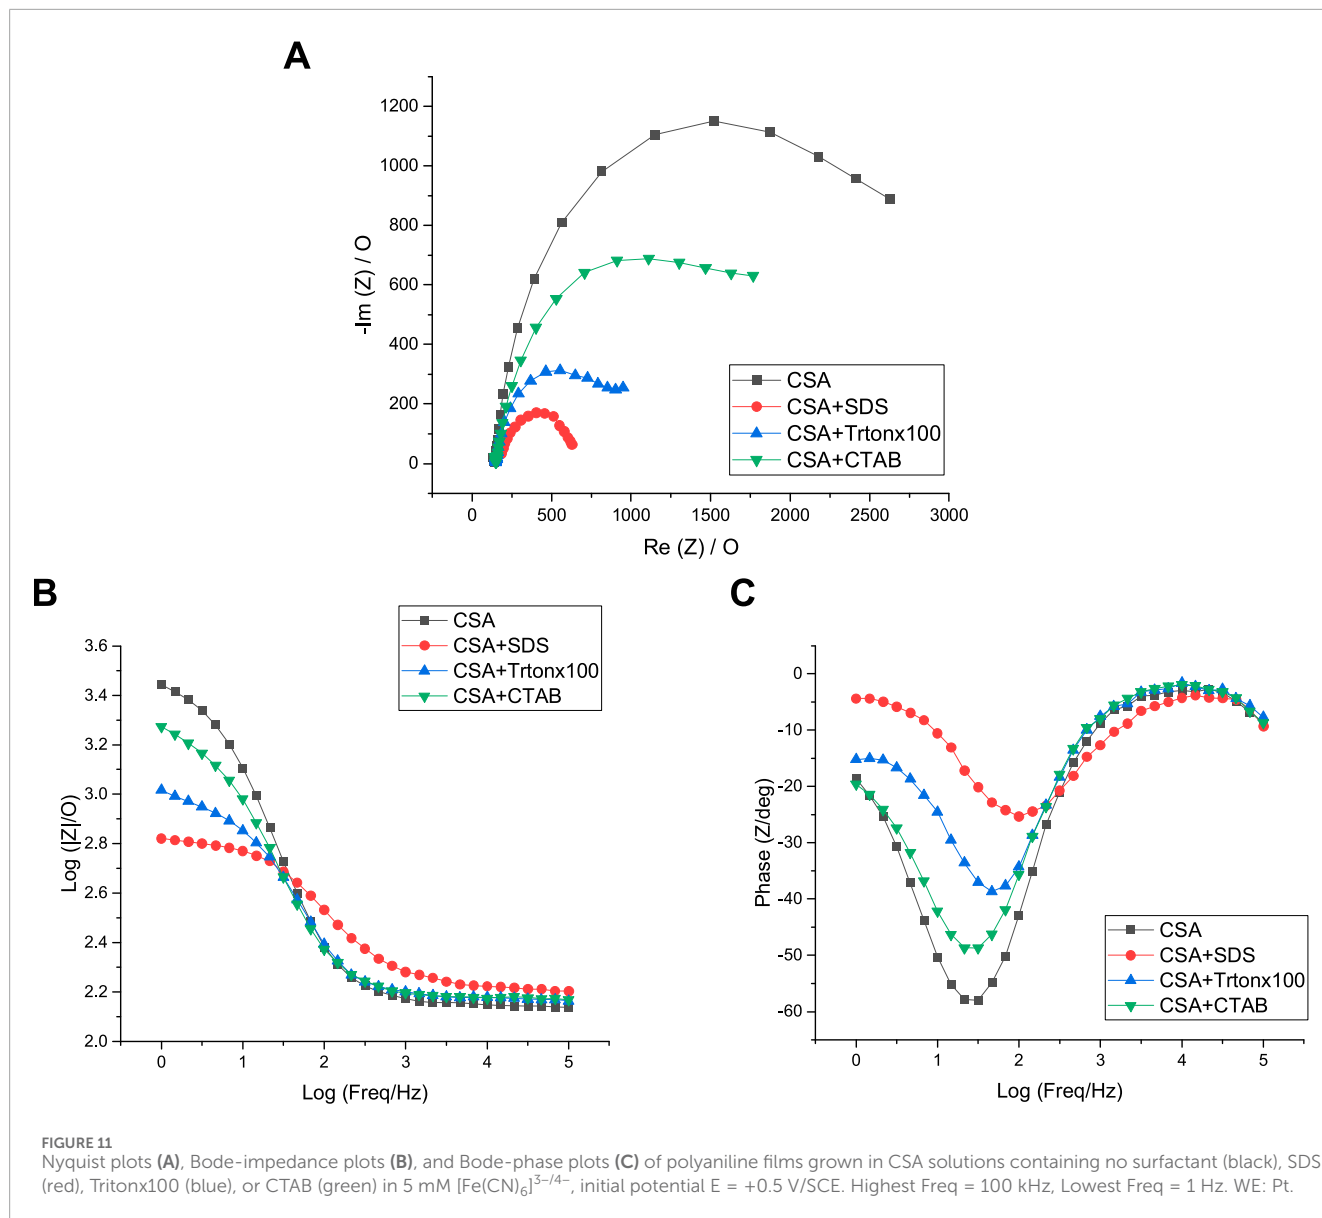 A
-Im (Z) / O
1200
1000
800
600
400
200
0
CSA
CSA+SDS
CSA+Trtonx100
CSA+CTAB
0 500 1000 1500 2000 2500 3000
Re (Z) / O
B
CSA
CSA+SDS
CSA+Trtonx100
CSA+CTAB
Log (|Z|/O)
3.6
3.4
3.2
3.0
2.8
2.6
2.4
2.2
2.0
0 1 2 3 4 5
Log (Freq/Hz)
C
Phase (Z/deg)
0
-10
-20
-30
-40
-50
-60
CSA
CSA+SDS
CSA+Trtonx100
CSA+CTAB
0 1 2 3 4 5
Log (Freq/Hz)
FIGURE 11
Nyquist plots (A), Bode-impedance plots (B), and Bode-phase plots (C) of polyaniline films grown in CSA solutions containing no surfactant (black), SDS
(red), Tritonx100 (blue), or CTAB (green) in 5 mM [Fe(CN)6]3−/4−, initial potential E = +0.5 V/SCE. Highest Freq = 100 kHz, Lowest Freq = 1 Hz. WE: Pt.